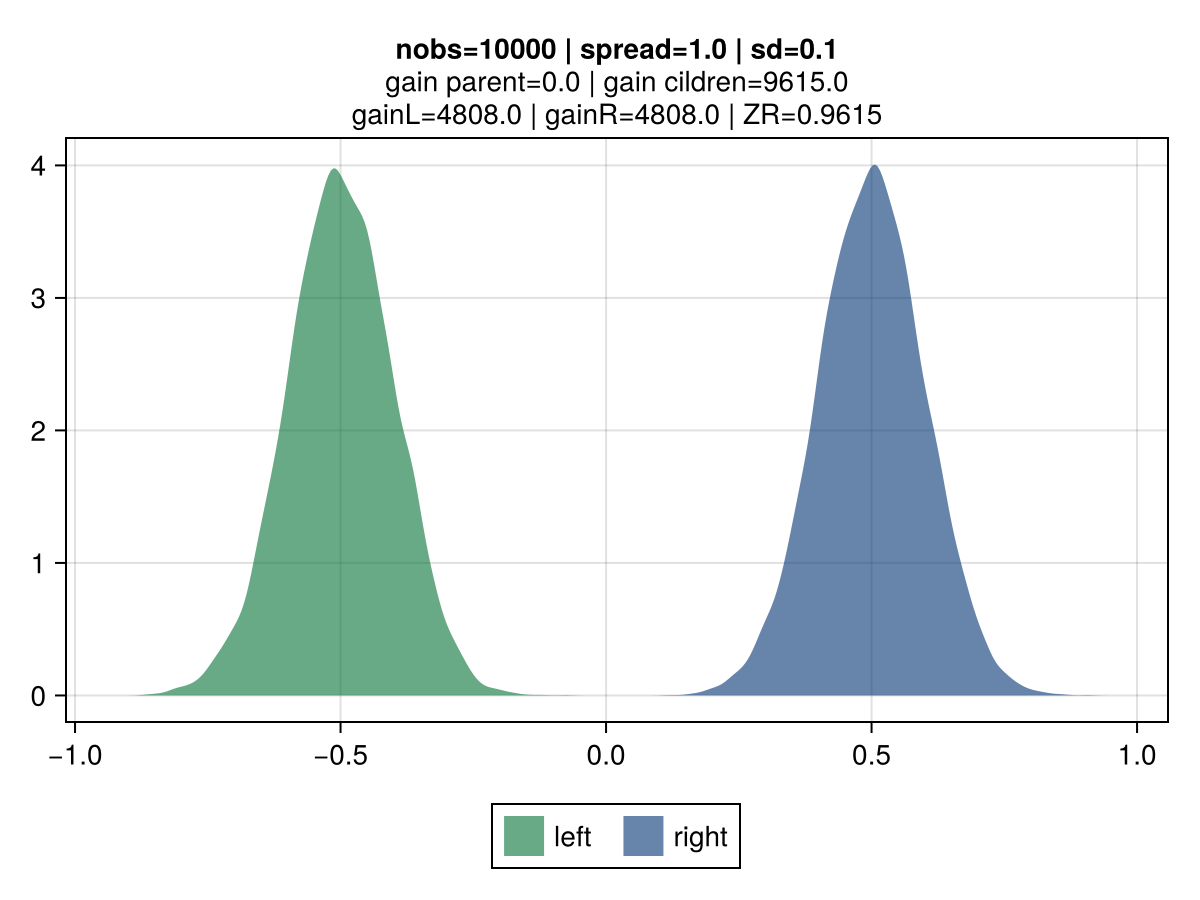 nobs=10000 | spread=1.0 | sd=0.1
gain parent=0.0 | gain cildren=9615.0
gainL=4808.0 | gainR=4808.0 | ZR=0.9615
4
3
2
1
0
−1.0 −0.5 0.0 0.5 1.0
left right